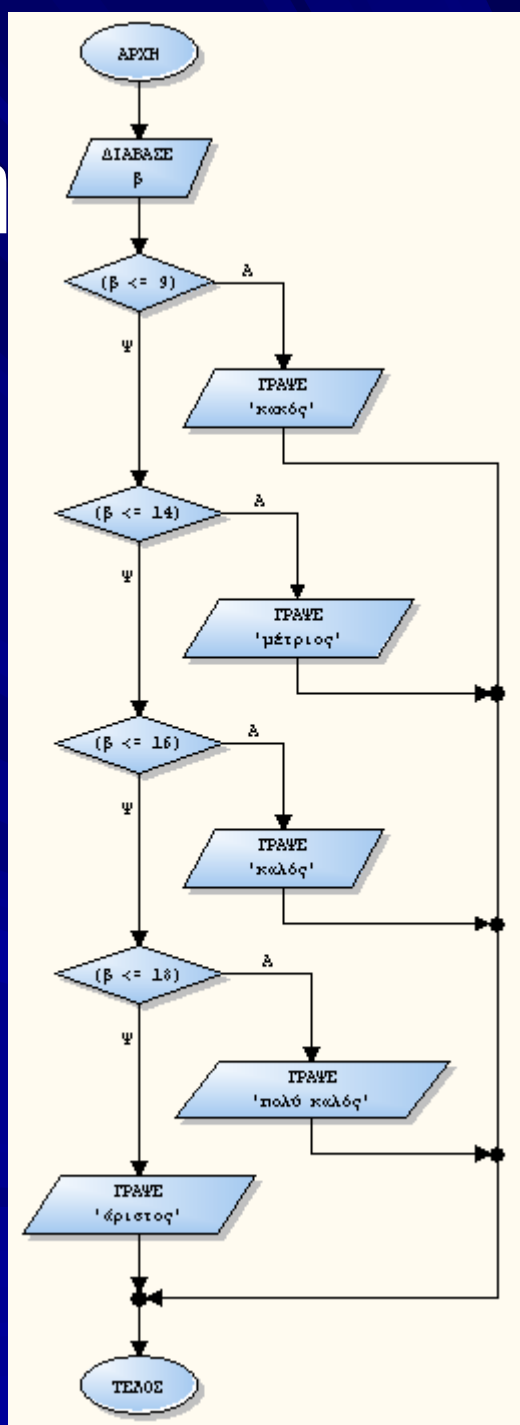 ΑΡΧΗ
ΔΙΑΒΑΣΕ
β
(β <= 9)
Α
Ψ
ΓΡΑΨΕ
'κακός'
(β <= 14)
Α
Ψ
ΓΡΑΨΕ
'μέτριος'
(β <= 16)
Α
Ψ
ΓΡΑΨΕ
'καλός'
(β <= 18)
Α
Ψ
ΓΡΑΨΕ
'πολύ καλός'
ΓΡΑΨΕ
'άριστος'
ΤΕΛΟΣ